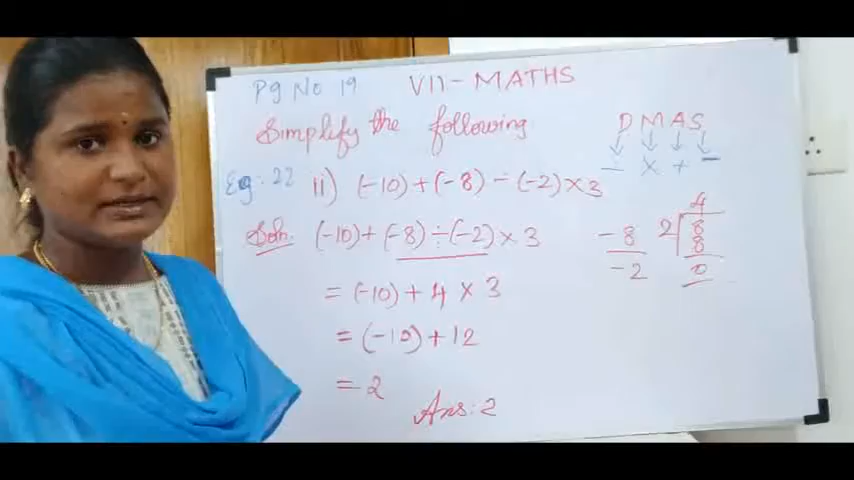 Pg No 19 VII - MATHS
Simplify the following
D M A S
÷ × + -
Eg: 22 ii) (-10) + (-8) ÷ (-2) × 3
Soln. (-10) + (-8) ÷ (-2) × 3
= (-10) + 4 × 3
= (-10) + 12
= 2
Ans: 2
-8
-2
4
2 8
8
0